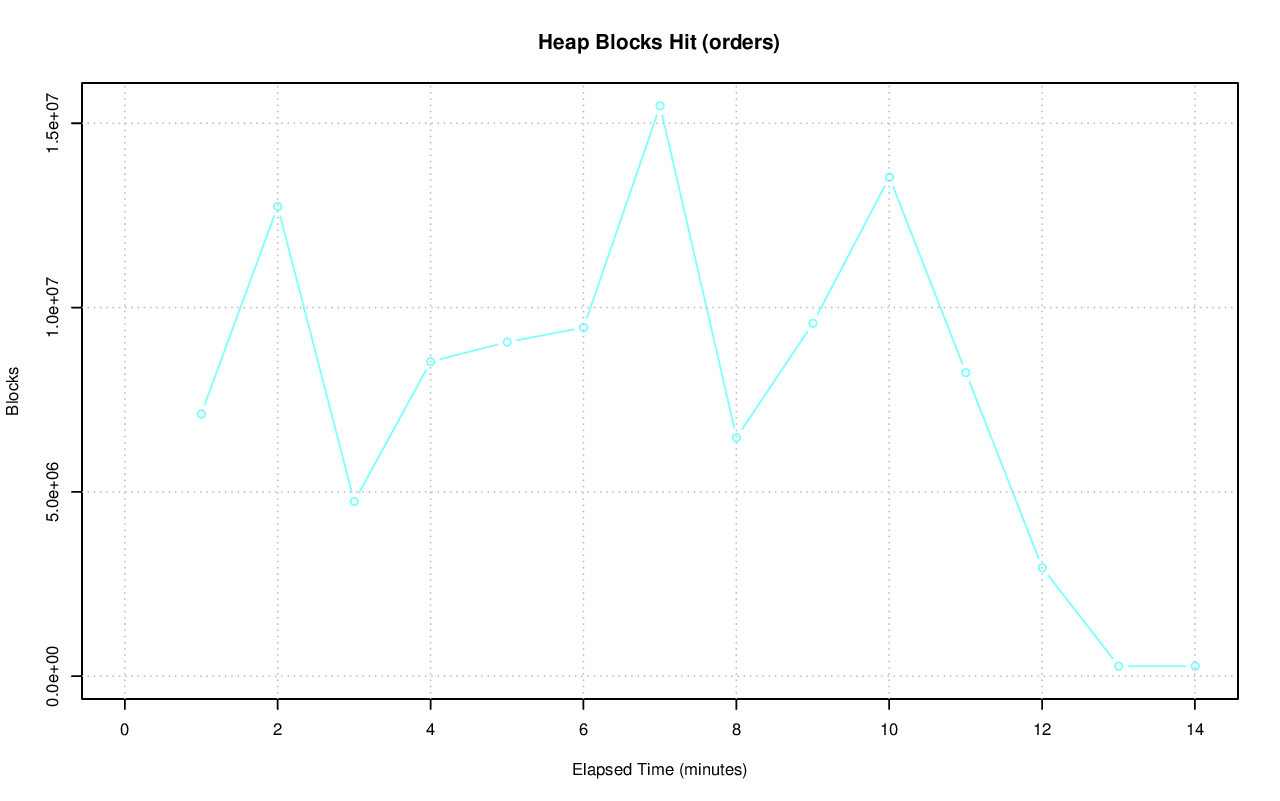 Heap Blocks Hit (orders)
Blocks
1.5e+07
1.0e+07
5.0e+06
0.0e+00
0 2 4 6 8 10 12 14
Elapsed Time (minutes)